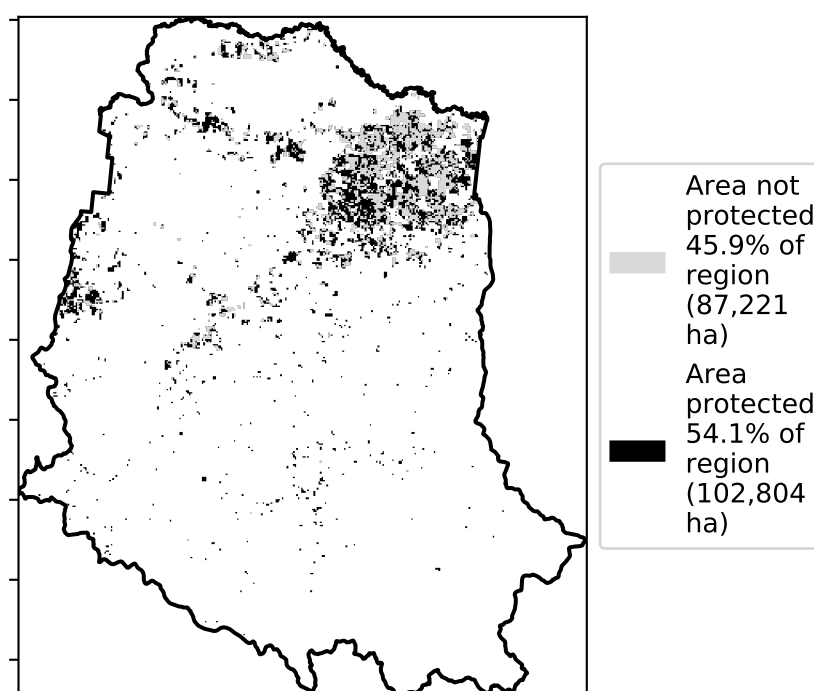 Area not
protected
45.9% of
region
(87,221
ha)
Area
protected
54.1% of
region
(102,804
ha)